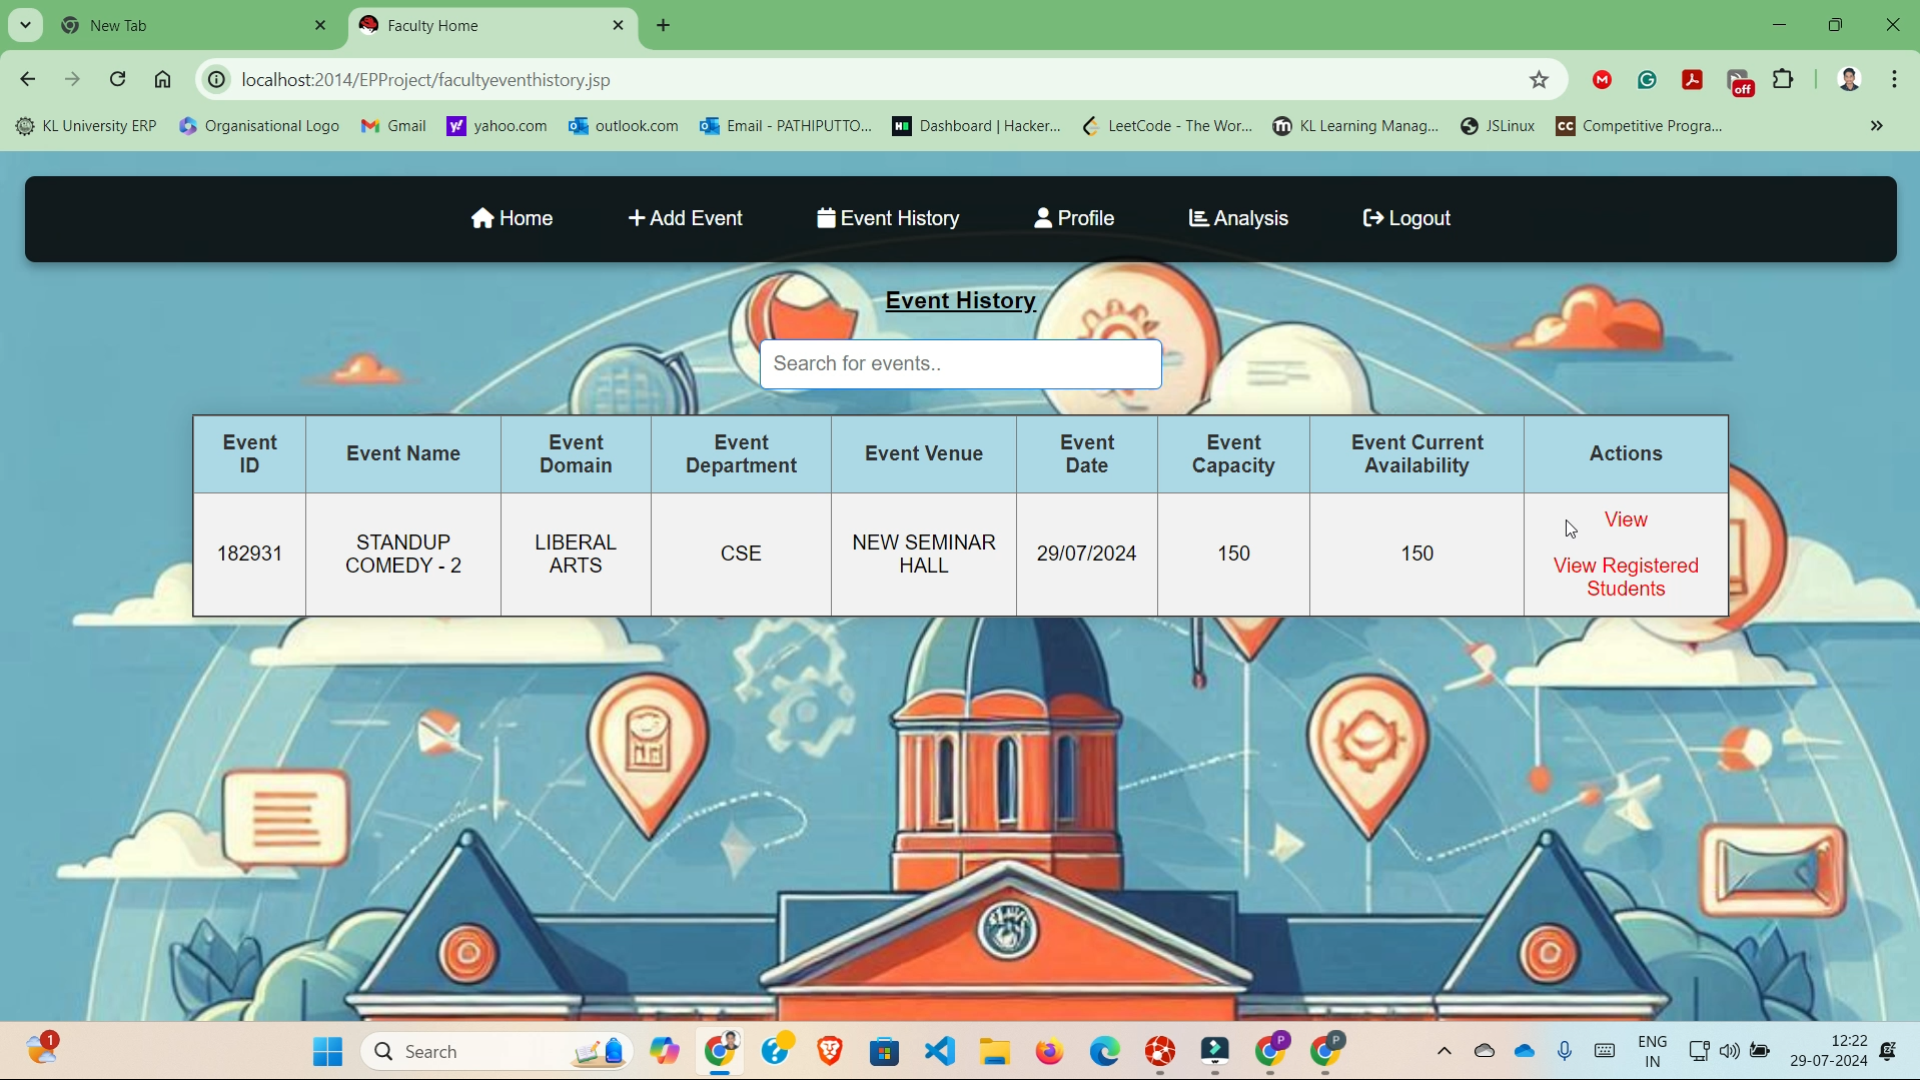 New Tab
Faculty Home
localhost:2014/EPProject/facultyeventhistory.jsp
off
KL University ERP
Organisational Logo
Gmail
yahoo.com
outlook.com
Email - PATHIPUTTO...
Dashboard | Hacker...
LeetCode - The Wor...
KL Learning Manag...
JSLinux
CC Competitive Progra...
Home
Add Event
Event History
Profile
Analysis
Logout
Event History
Search for events..
Event ID
Event Name
Event Domain
Event Department
Event Venue
Event Date
Event Capacity
Event Current Availability
Actions
182931
STANDUP COMEDY - 2
LIBERAL ARTS
CSE
NEW SEMINAR HALL
29/07/2024
150
150
View
View Registered Students
1
Search
P
P
ENG
IN
12:22
29-07-2024